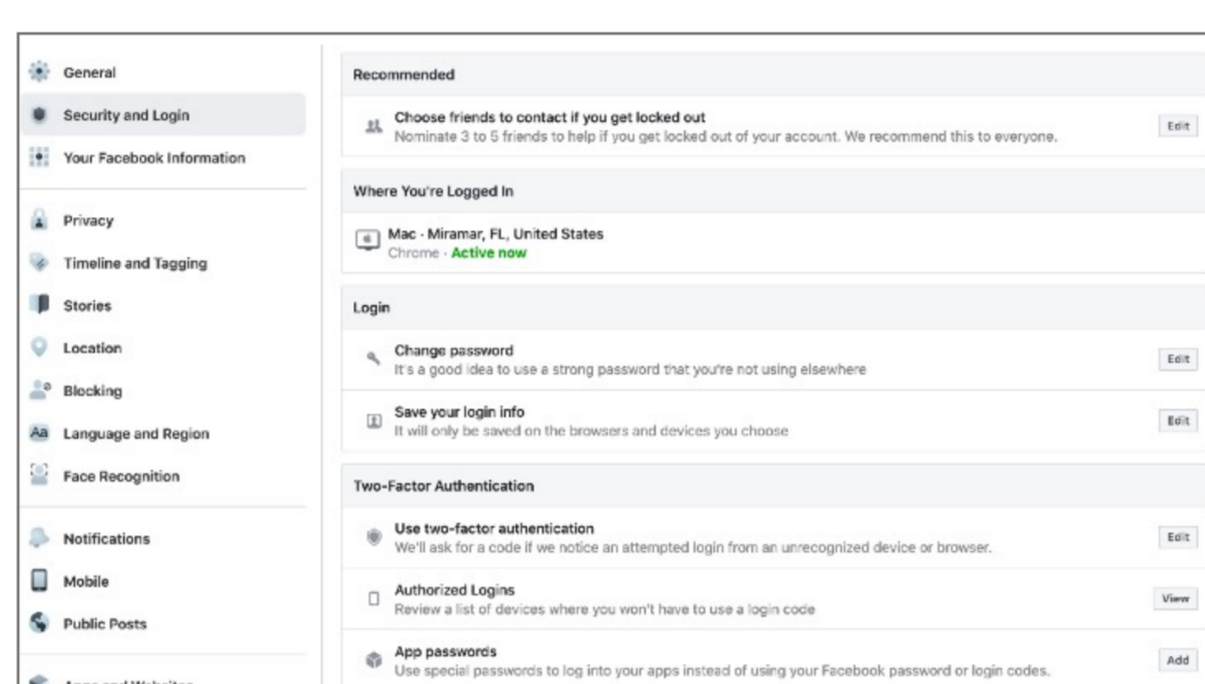 General
Security and Login
Your Facebook Information
Privacy
Timeline and Tagging
Stories
Location
Blocking
Aa
Language and Region
Face Recognition
Notifications
Mobile
Public Posts
Apps and Websites
Recommended
Choose friends to contact if you get locked out
Nominate 3 to 5 friends to help if you get locked out of your account. We recommend this to everyone.
Edit
Where You're Logged In
Mac · Miramar, FL, United States
Chrome · Active now
Login
Change password
It's a good idea to use a strong password that you're not using elsewhere
Edit
Save your login info
It will only be saved on the browsers and devices you choose
Edit
Two-Factor Authentication
Use two-factor authentication
We'll ask for a code if we notice an attempted login from an unrecognized device or browser.
Edit
Authorized Logins
Review a list of devices where you won't have to use a login code
View
App passwords
Use special passwords to log into your apps instead of using your Facebook password or login codes.
Add